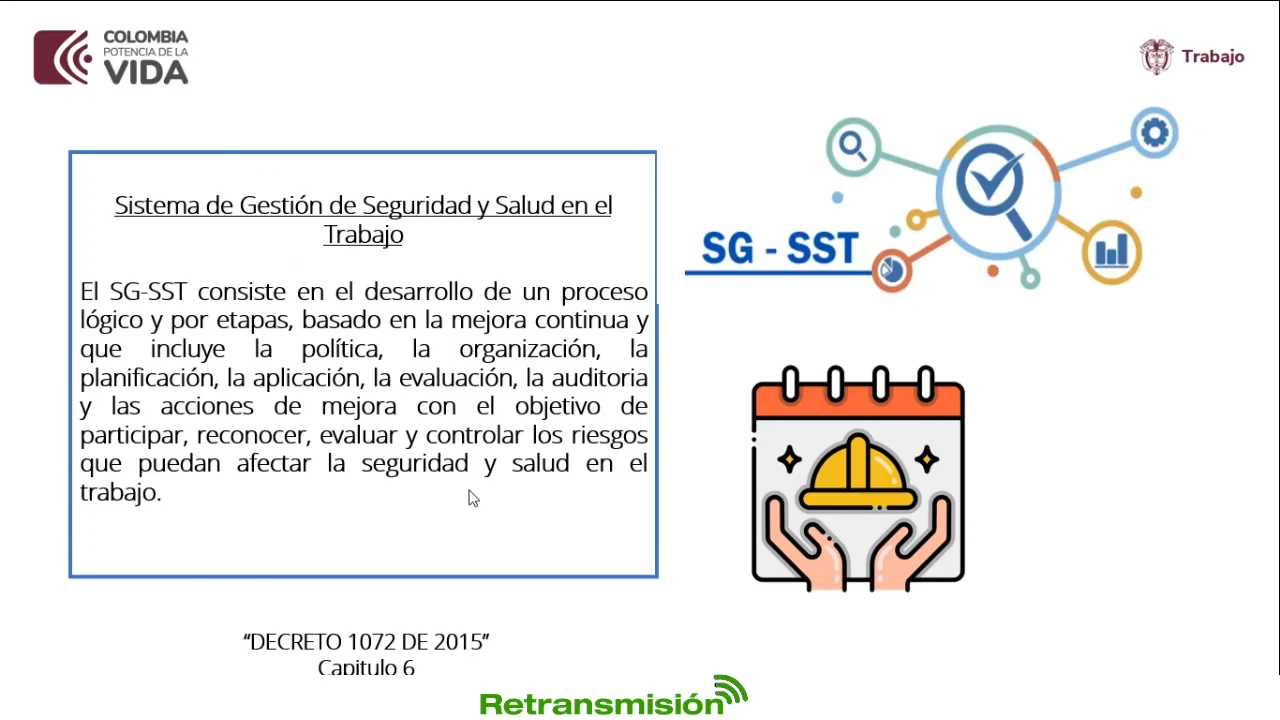 COLOMBIA
POTENCIA DE LA
VIDA
Trabajo
Sistema de Gestión de Seguridad y Salud en el
Trabajo
El SG-SST consiste en el desarrollo de un proceso
lógico y por etapas, basado en la mejora continua y
que incluye la política, la organización, la
planificación, la aplicación, la evaluación, la auditoria
y las acciones de mejora con el objetivo de
participar, reconocer, evaluar y controlar los riesgos
que puedan afectar la seguridad y salud en el
trabajo.
SG - SST
“DECRETO 1072 DE 2015”
Capitulo 6
Retransmisión